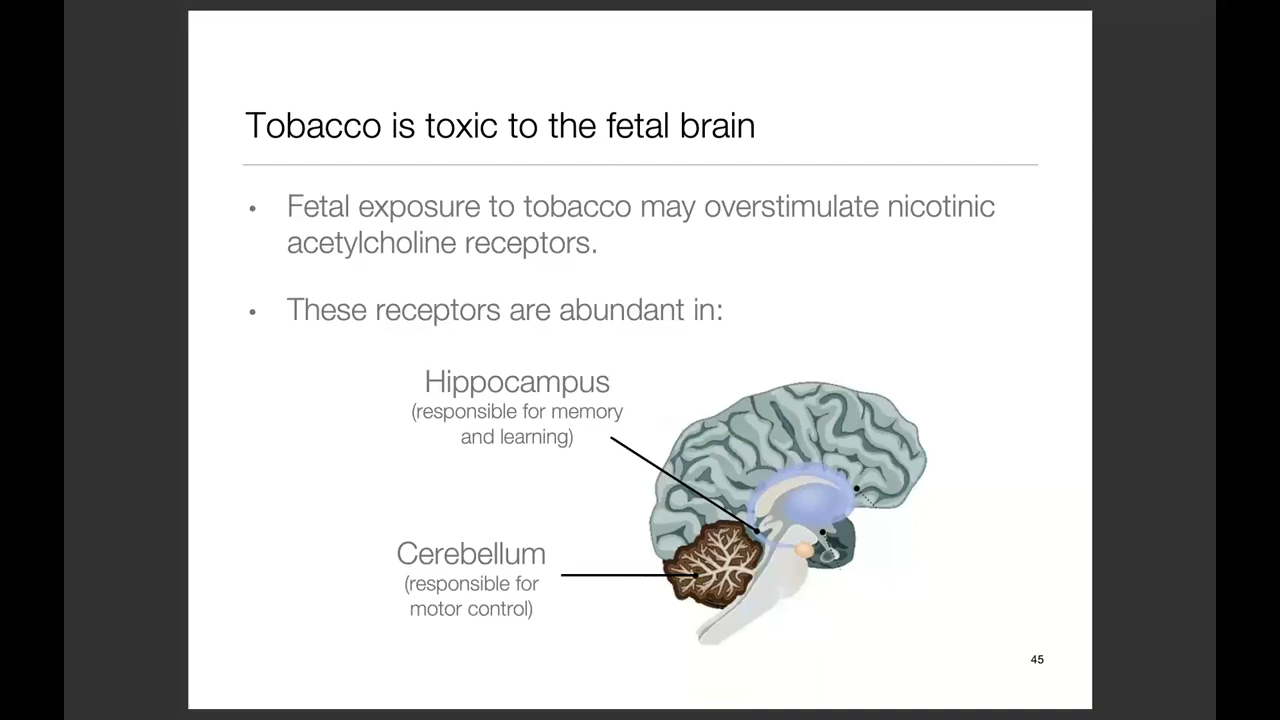 Tobacco is toxic to the fetal brain
• Fetal exposure to tobacco may overstimulate nicotinic
acetylcholine receptors.
• These receptors are abundant in:
Hippocampus
(responsible for memory
and learning)
Cerebellum
(responsible for
motor control)
45